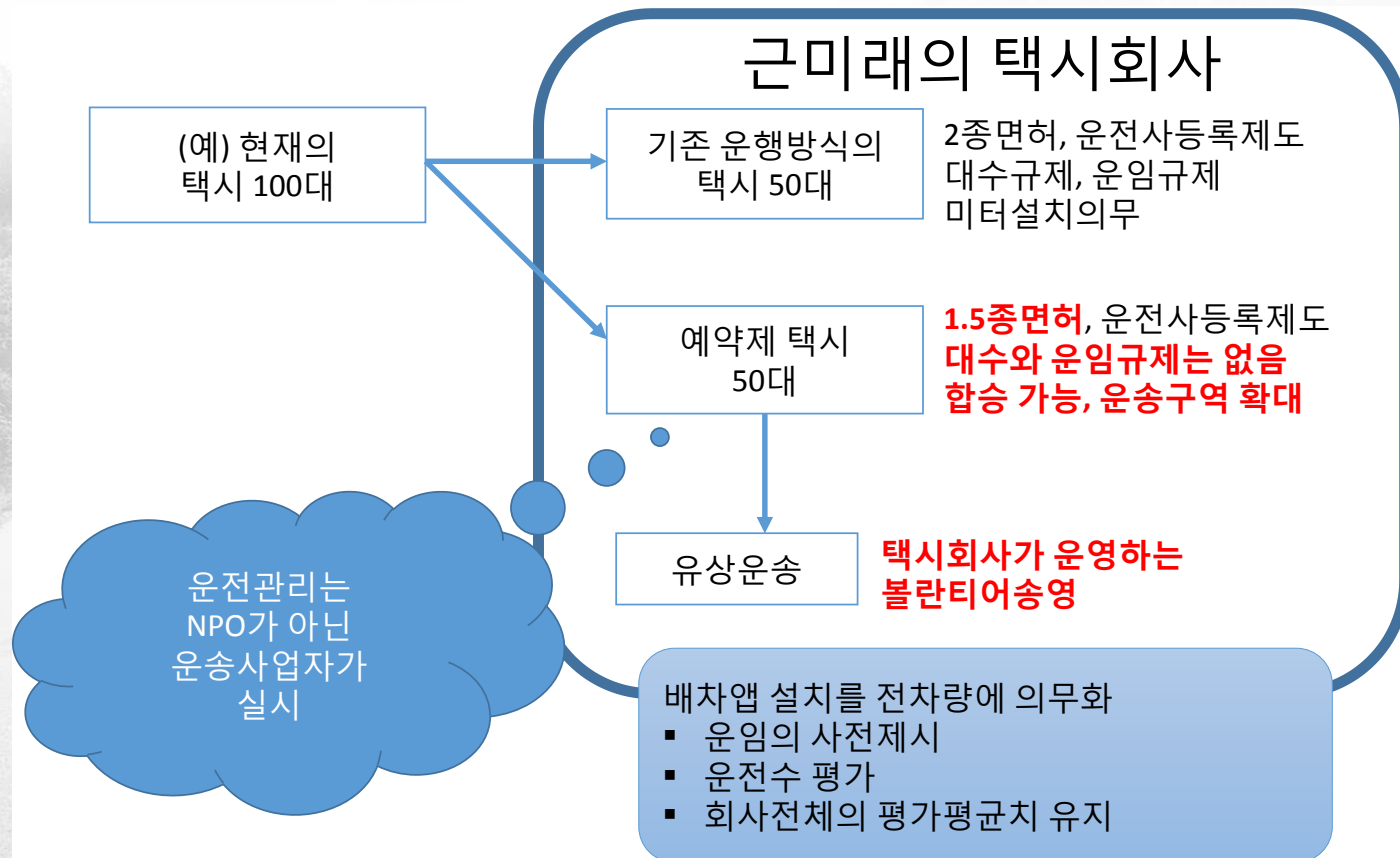 근미래의 택시회사
(예) 현재의
택시 100대
기존 운행방식의
택시 50대
2종면허, 운전사등록제도
대수규제, 운임규제
미터설치의무
예약제 택시
50대
1.5종면허, 운전사등록제도
대수와 운임규제는 없음
합승 가능, 운송구역 확대
유상운송
택시회사가 운영하는
볼란티어송영
운전관리는
NPO가 아닌
운송사업자가
실시
배차앱 설치를 전차량에 의무화
▪ 운임의 사전제시
▪ 운전수 평가
▪ 회사전체의 평가평균치 유지